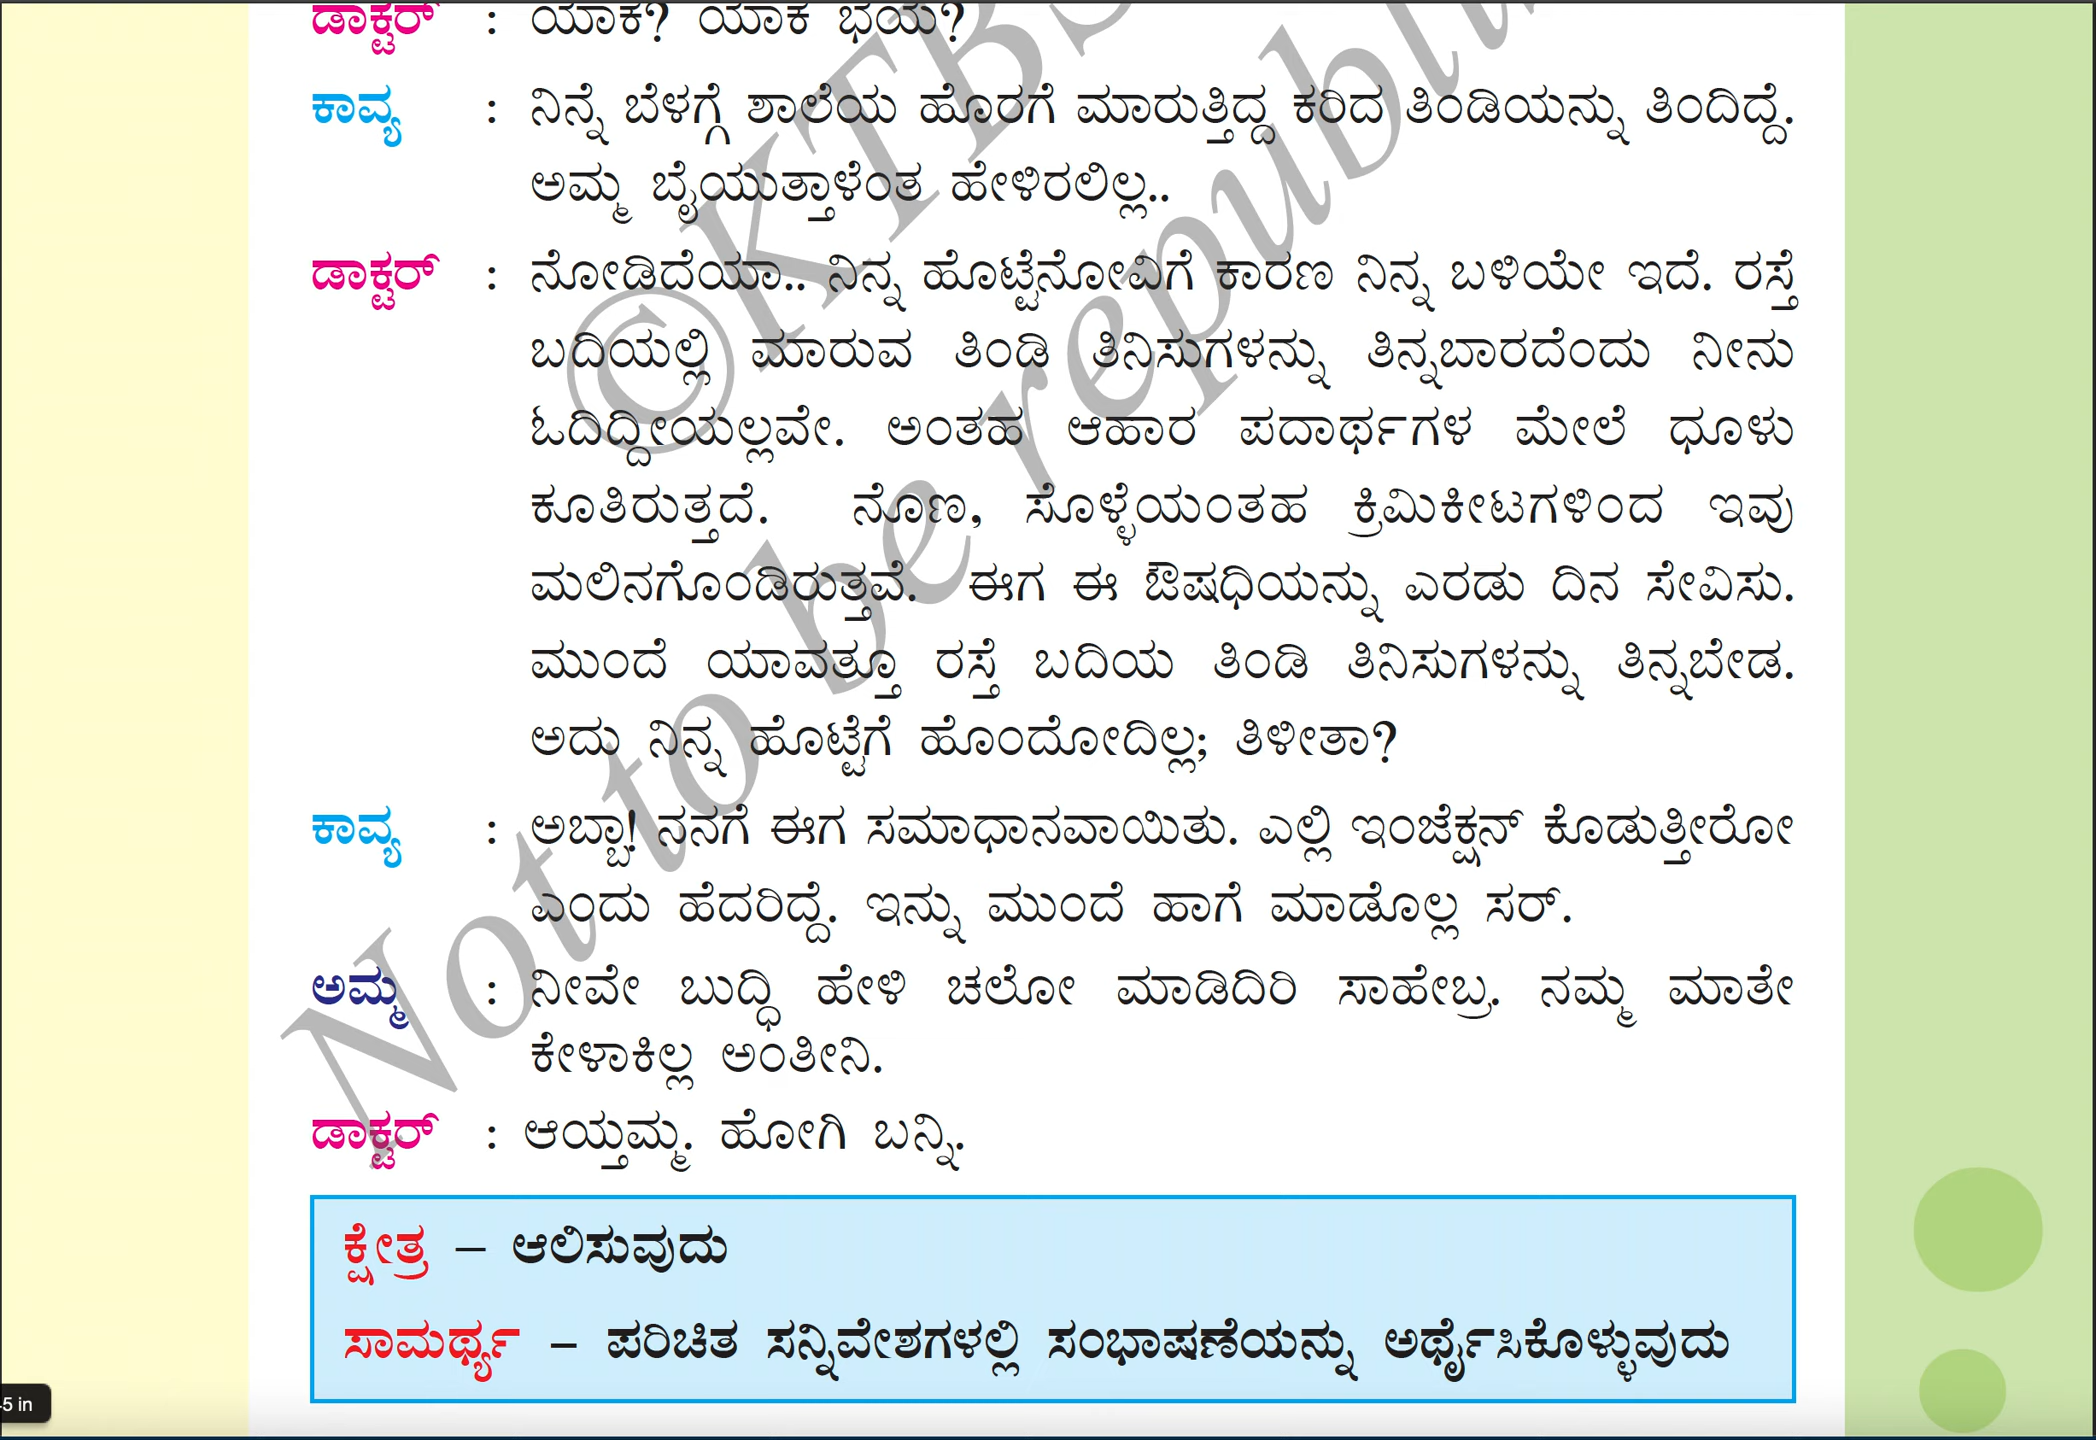 ಡಾಕ್ಟರ್ : ಯಾಕೆ? ಯಾಕೆ ಭಯ?
ಕಾವ್ಯ : ನಿನ್ನೆ ಬೆಳಗ್ಗೆ ಶಾಲೆಯ ಹೊರಗೆ ಮಾರುತ್ತಿದ್ದ ಕರಿದ ತಿಂಡಿಯನ್ನು ತಿಂದಿದ್ದೆ.
ಅಮ್ಮ ಬೈಯುತ್ತಾಳೆಂತ ಹೇಳಿರಲಿಲ್ಲ..
ಡಾಕ್ಟರ್ : ನೋಡಿದೆಯಾ.. ನಿನ್ನ ಹೊಟ್ಟೆನೋವಿಗೆ ಕಾರಣ ನಿನ್ನ ಬಳಿಯೇ ಇದೆ. ರಸ್ತೆ
ಬದಿಯಲ್ಲಿ ಮಾರುವ ತಿಂಡಿ ತಿನಿಸುಗಳನ್ನು ತಿನ್ನಬಾರದೆಂದು ನೀನು
ಓದಿದ್ದೀಯಲ್ಲವೇ. ಅಂತಹ ಆಹಾರ ಪದಾರ್ಥಗಳ ಮೇಲೆ ಧೂಳು
ಕೂತಿರುತ್ತದೆ. ನೊಣ, ಸೊಳ್ಳೆಯಂತಹ ಕ್ರಿಮಿಕೀಟಗಳಿಂದ ಇವು
ಮಲಿನಗೊಂಡಿರುತ್ತವೆ. ಈಗ ಈ ಔಷಧಿಯನ್ನು ಎರಡು ದಿನ ಸೇವಿಸು.
ಮುಂದೆ ಯಾವತ್ತೂ ರಸ್ತೆ ಬದಿಯ ತಿಂಡಿ ತಿನಿಸುಗಳನ್ನು ತಿನ್ನಬೇಡ.
ಅದು ನಿನ್ನ ಹೊಟ್ಟೆಗೆ ಹೊಂದೋದಿಲ್ಲ; ತಿಳೀತಾ?
ಕಾವ್ಯ : ಅಬ್ಬಾ! ನನಗೆ ಈಗ ಸಮಾಧಾನವಾಯಿತು. ಎಲ್ಲಿ ಇಂಜೆಕ್ಷನ್ ಕೊಡುತ್ತೀರೋ
ಎಂದು ಹೆದರಿದ್ದೆ. ಇನ್ನು ಮುಂದೆ ಹಾಗೆ ಮಾಡೊಲ್ಲ ಸರ್.
ಅಮ್ಮ : ನೀವೇ ಬುದ್ಧಿ ಹೇಳಿ ಚಲೋ ಮಾಡಿದಿರಿ ಸಾಹೇಬ್ರ. ನಮ್ಮ ಮಾತೇ
ಕೇಳಾಕಿಲ್ಲ ಅಂತೀನಿ.
ಡಾಕ್ಟರ್ : ಆಯ್ತಮ್ಮ. ಹೋಗಿ ಬನ್ನಿ.
ಕ್ಷೇತ್ರ – ಆಲಿಸುವುದು
ಸಾಮರ್ಥ್ಯ – ಪರಿಚಿತ ಸನ್ನಿವೇಶಗಳಲ್ಲಿ ಸಂಭಾಷಣೆಯನ್ನು ಅರ್ಥೈಸಿಕೊಳ್ಳುವುದು
©KTBS
Not to be republi
5 in